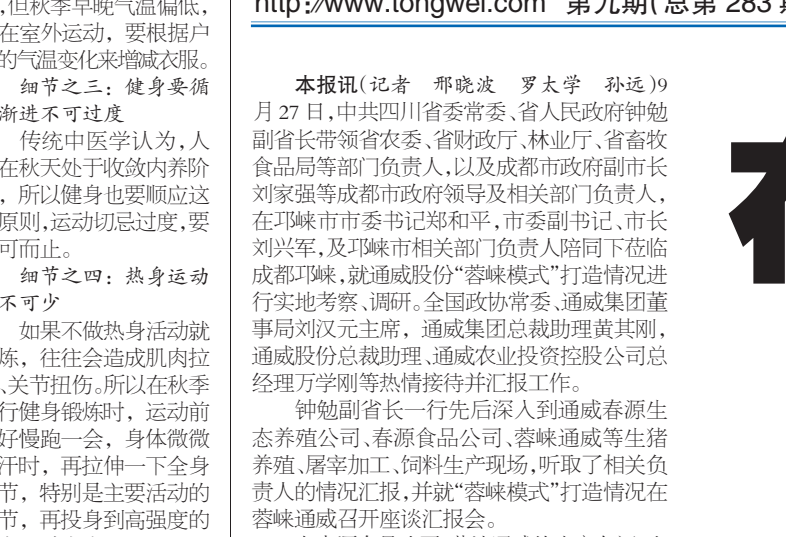 ,但秋季早晚气温偏低,
在室外运动，要根据户
的气温变化来增减衣服。
细节之三：健身要循
渐进不可过度
传统中医学认为,人
在秋天处于收敛内养阶
，所以健身也要顺应这
原则,运动切忌过度,要
可而止。
细节之四：热身运动
不可少
如果不做热身活动就
炼，往往会造成肌肉拉
、关节扭伤。所以在秋季
行健身锻炼时，运动前
好慢跑一会，身体微微
汗时，再拉伸一下全身
节，特别是主要活动的
节，再投身到高强度的
http://www.tongwei.com 第九期(总第 283 期
本报讯(记者 邢晓波 罗太学 孙远)9
月 27 日,中共四川省委常委、省人民政府钟勉
副省长带领省农委、省财政厅、林业厅、省畜牧
食品局等部门负责人,以及成都市政府副市长
刘家强等成都市政府领导及相关部门负责人，
在邛崃市市委书记郑和平,市委副书记、市长
刘兴军,及邛崃市相关部门负责人陪同下莅临
成都邛崃,就通威股份“蓉崃模式”打造情况进
行实地考察、调研。全国政协常委、通威集团董
事局刘汉元主席，通威集团总裁助理黄其刚，
通威股份总裁助理、通威农业投资控股公司总
经理万学刚等热情接待并汇报工作。
钟勉副省长一行先后深入到通威春源生
态养殖公司、春源食品公司、蓉崃通威等生猪
养殖、屠宰加工、饲料生产现场,听取了相关负
责人的情况汇报,并就“蓉崃模式”打造情况在
蓉崃通威召开座谈汇报会。